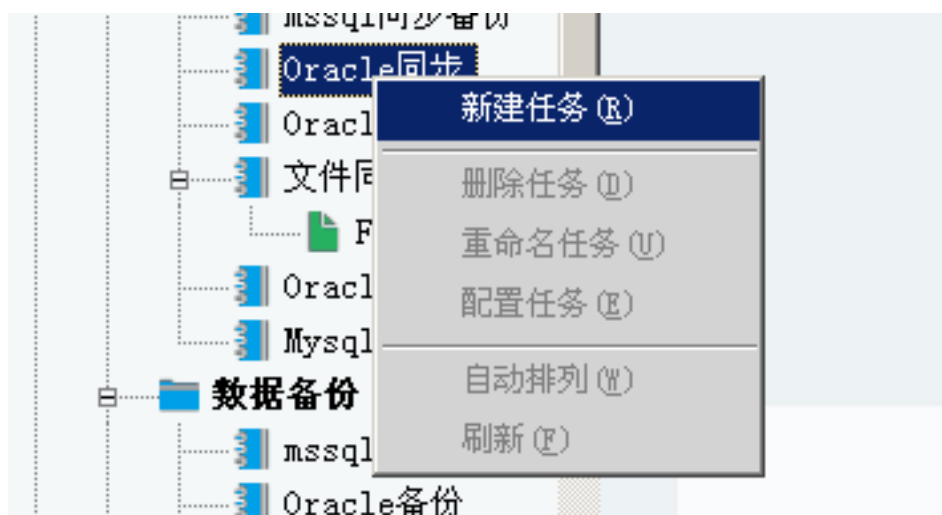 mssql同步备份
Oracle同步
新建任务(R)
Oracl
文件同
删除任务(D)
F
重命名任务(U)
Oracl
配置任务(E)
Mysql
数据备份
自动排列(W)
mssql
刷新(F)
Oracle备份